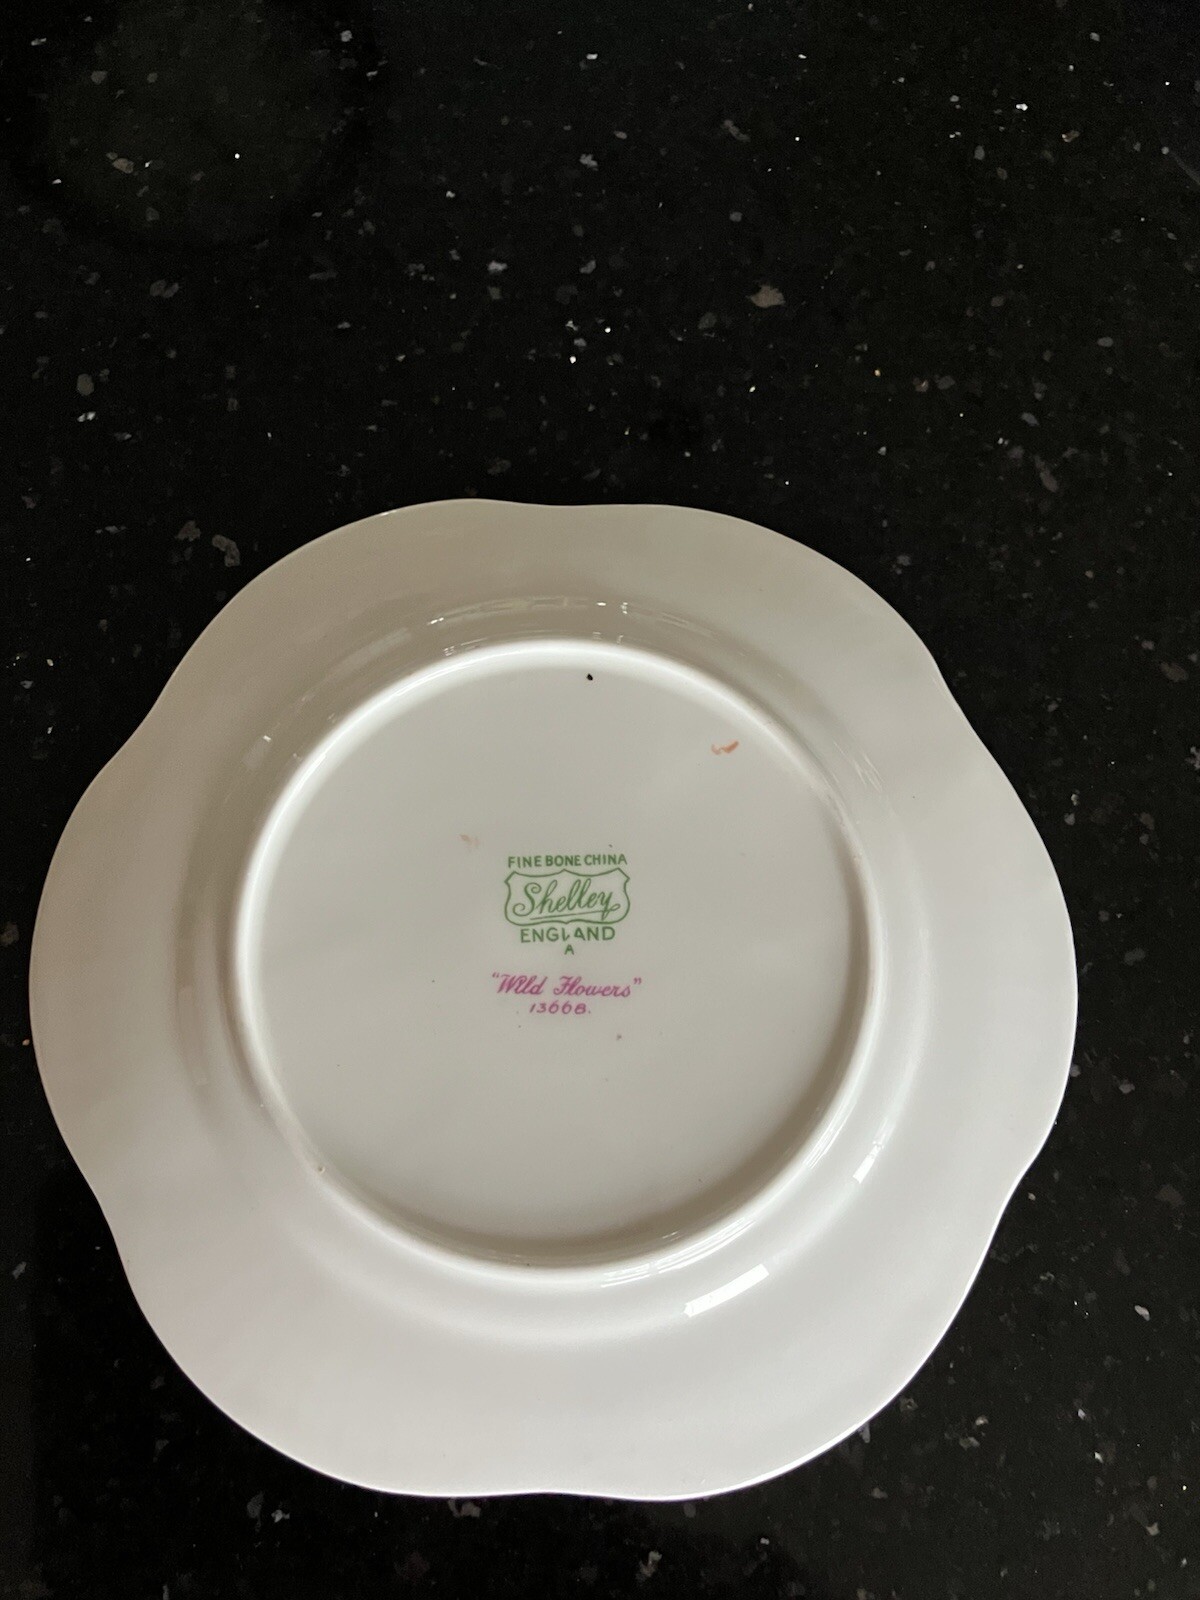 FINE BONE CHINA
Shelley
ENGLAND
A
"Wild Flowers"
13668.